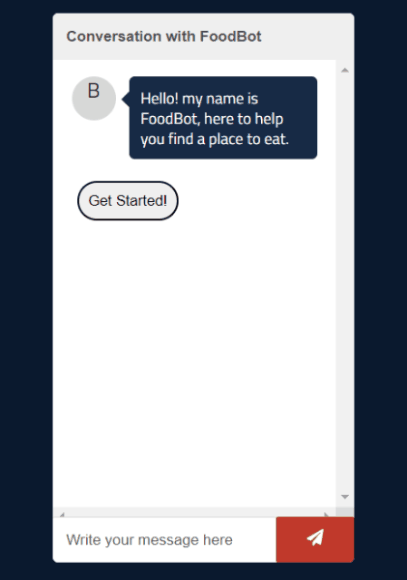 Conversation with FoodBot
B
Hello! my name is
FoodBot, here to help
you find a place to eat.
Get Started!
Write your message here